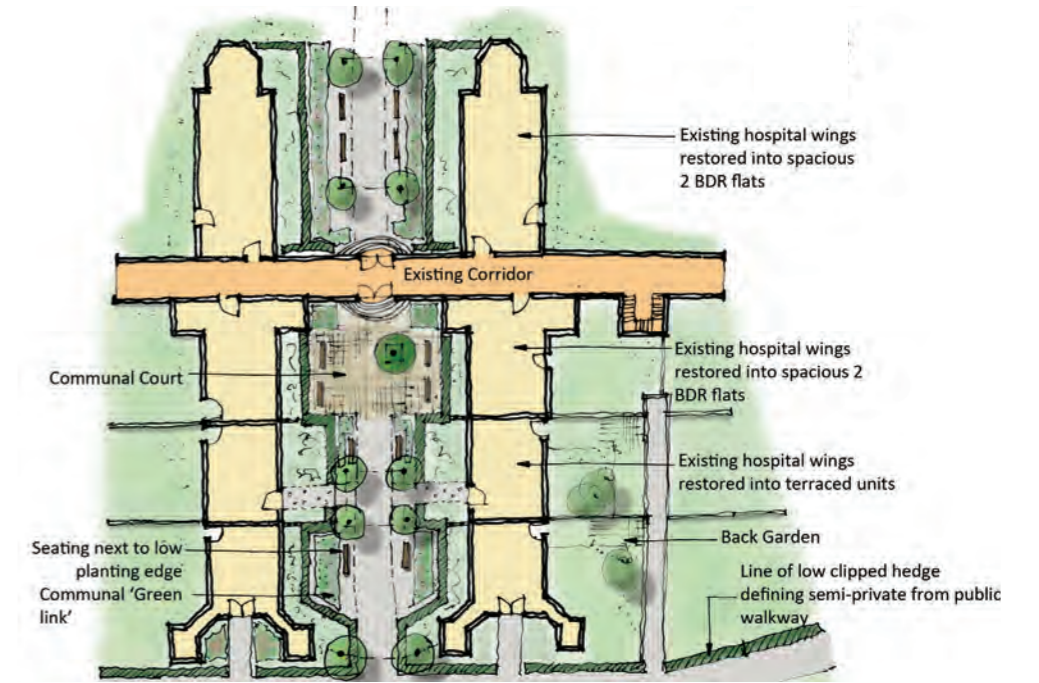 Existing hospital wings
restored into spacious
2 BDR flats
Existing Corridor
Existing hospital wings
restored into spacious 2
BDR flats
Communal Court
Existing hospital wings
restored into terraced units
Back Garden
Seating next to low
planting edge
Communal ‘Green
link’
Line of low clipped hedge
defining semi-private from public
walkway